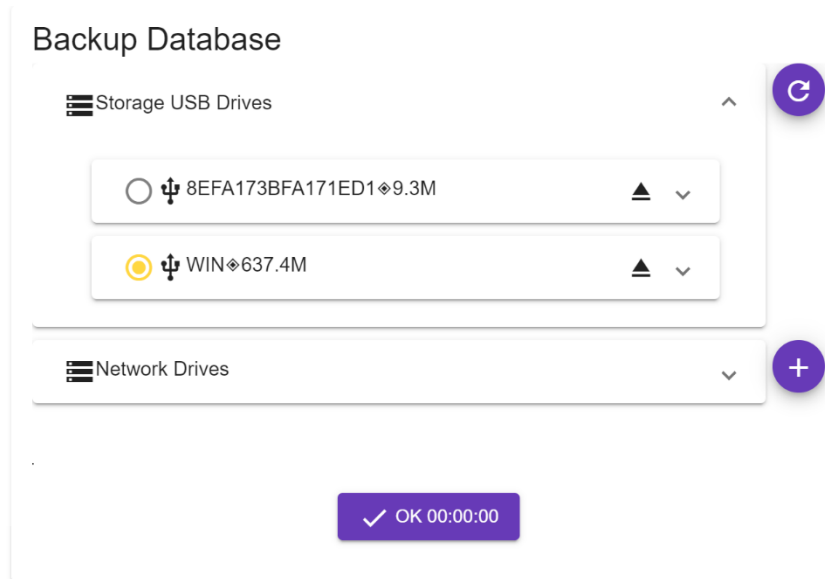 Backup Database
Storage USB Drives
8EFA173BFA171ED1◈9.3M
WIN◈637.4M
Network Drives
.
OK 00:00:00